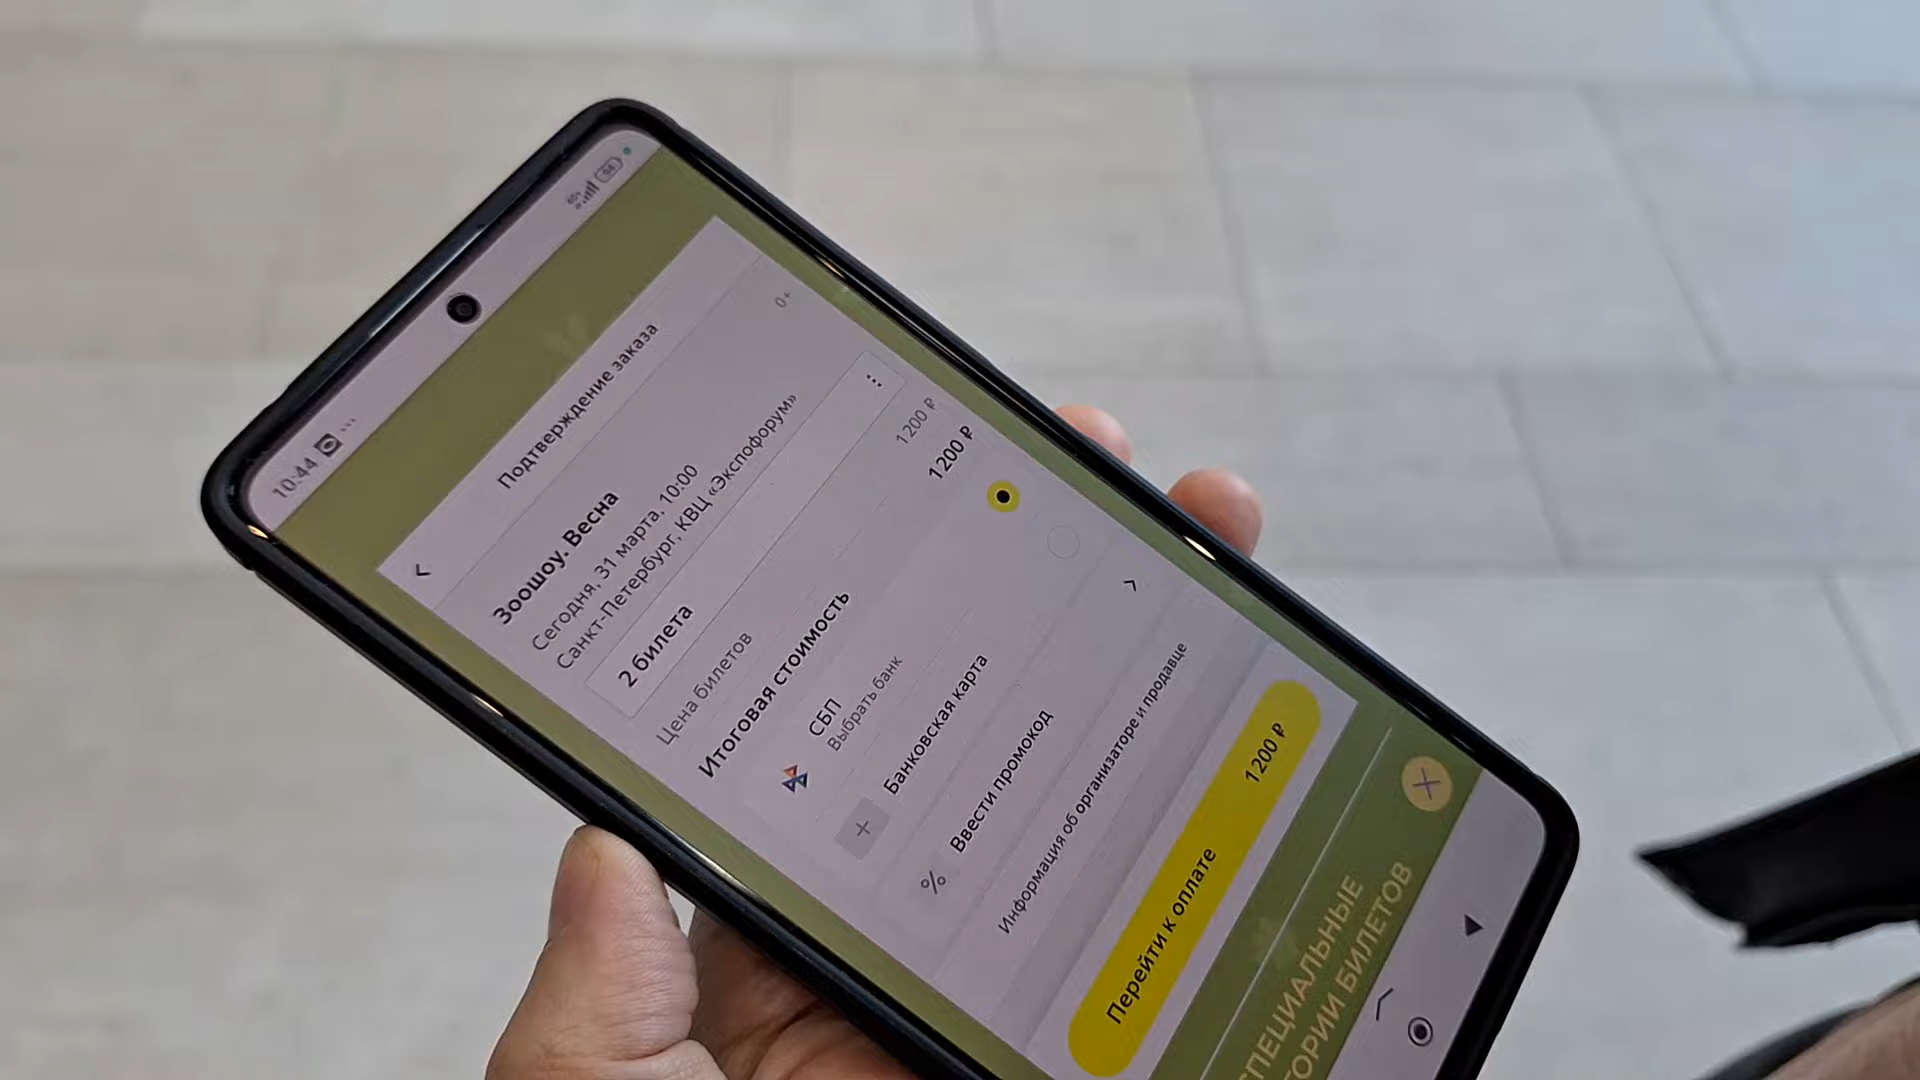 10:44
Подтверждение заказа
0+
Зоошоу. Весна
Сегодня, 31 марта, 10:00
Санкт-Петербург, КВЦ «Экспофорум»
2 билета
Цена билетов 1200 ₽
Итоговая стоимость 1200 ₽
СБП
Выбрать банк
Банковская карта
% Ввести промокод
Информация об организаторе и продавце
Перейти к оплате 1200 ₽
СПЕЦИАЛЬНЫЕ
ГОРИИ БИЛЕТОВ